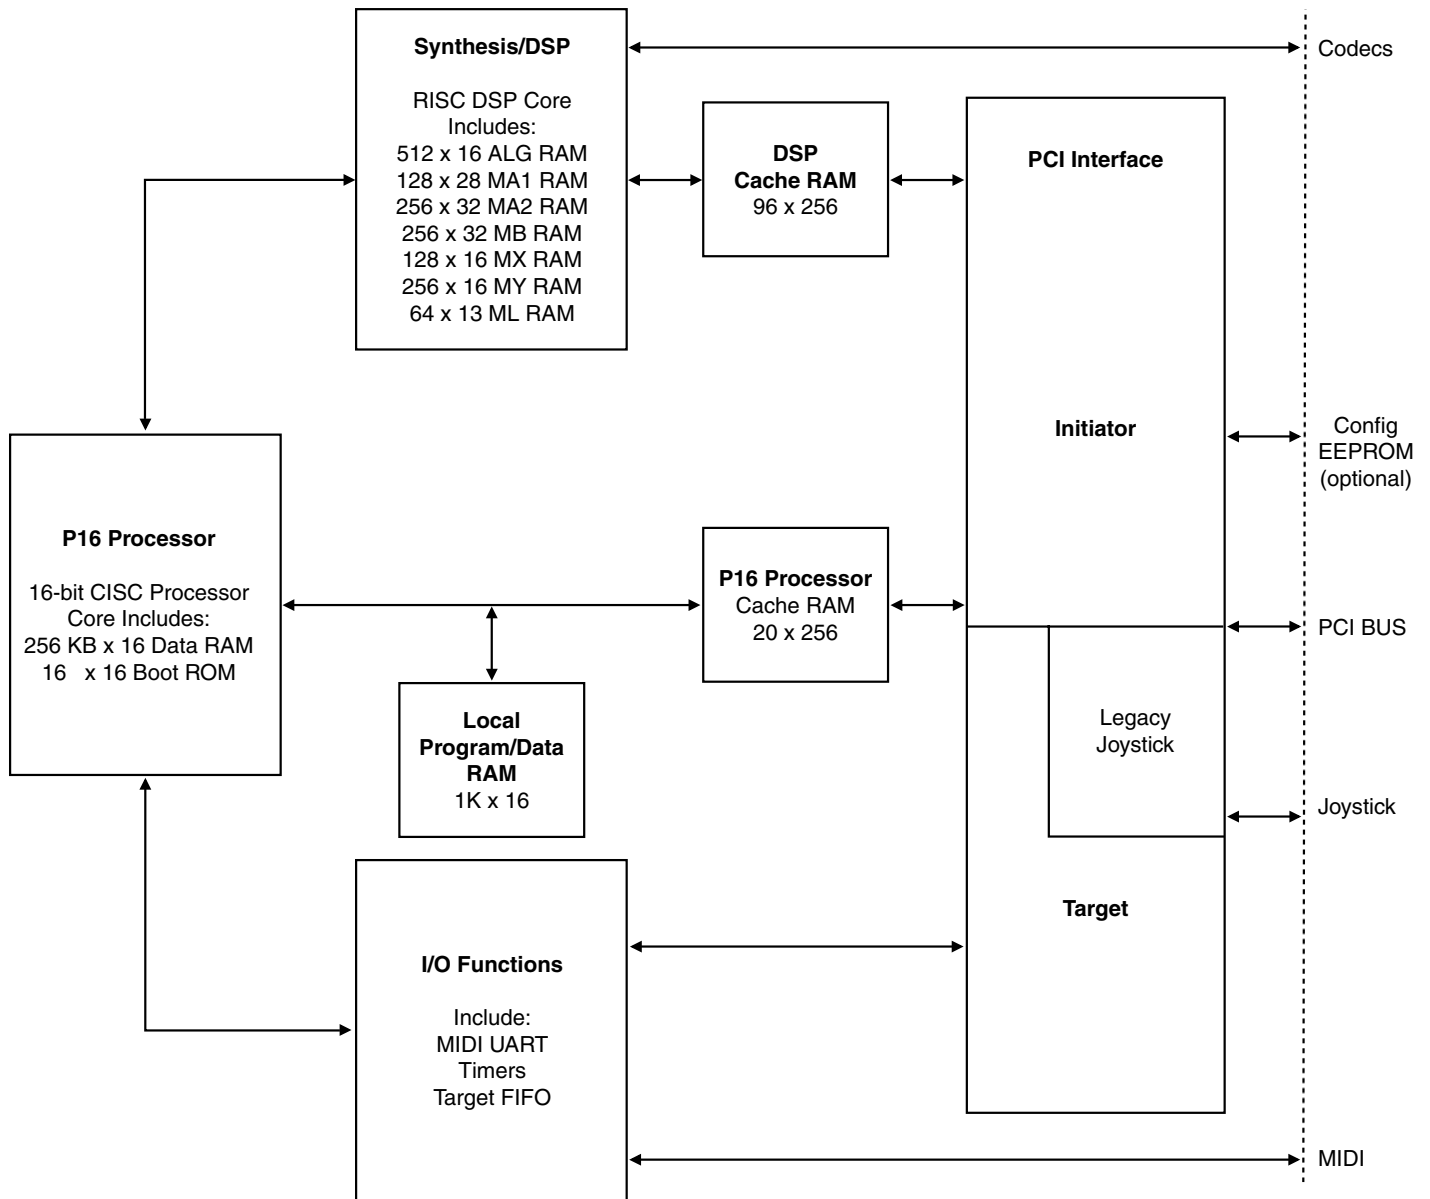 Synthesis/DSP
RISC DSP Core
Includes:
512 x 16 ALG RAM
128 x 28 MA1 RAM
256 x 32 MA2 RAM
256 x 32 MB RAM
128 x 16 MX RAM
256 x 16 MY RAM
64 x 13 ML RAM
DSP
Cache RAM
96 x 256
PCI Interface
Initiator
Codecs
Config
EEPROM
(optional)
P16 Processor
16-bit CISC Processor
Core Includes:
256 KB x 16 Data RAM
16 x 16 Boot ROM
P16 Processor
Cache RAM
20 x 256
PCI BUS
Local
Program/Data
RAM
1K x 16
Legacy
Joystick
Joystick
Target
I/O Functions
Include:
MIDI UART
Timers
Target FIFO
MIDI